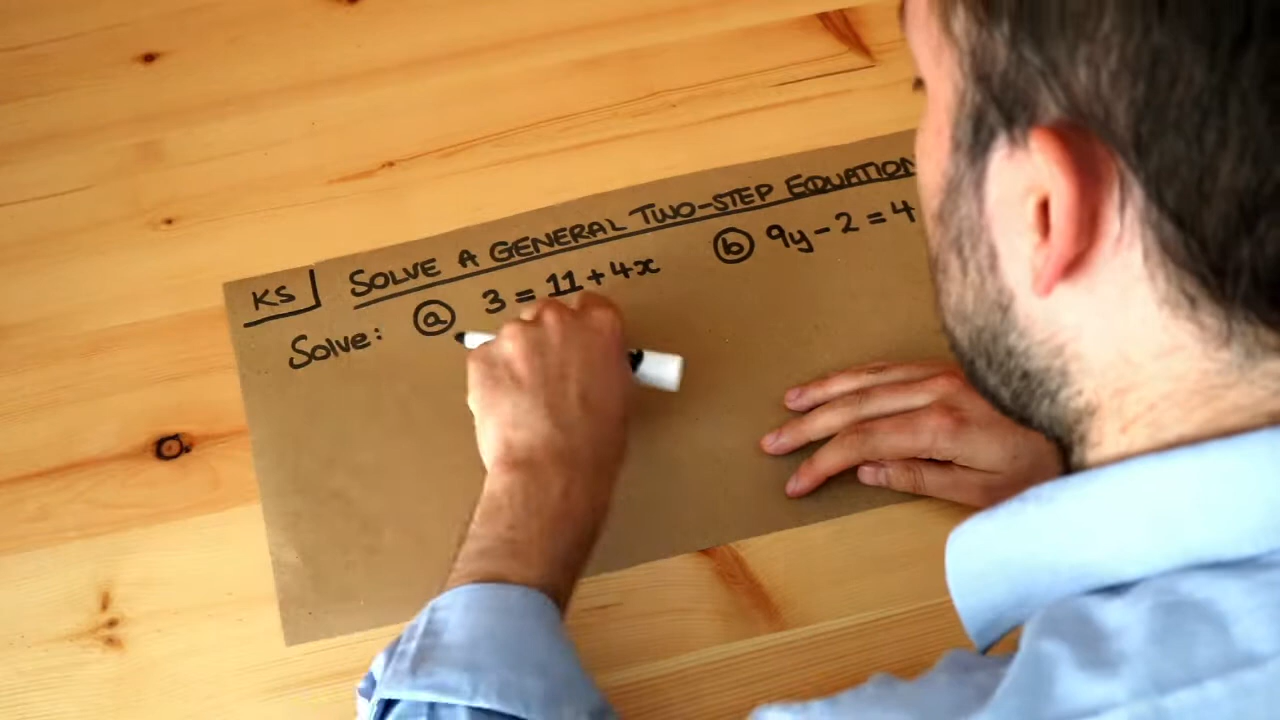 KS SOLVE A GENERAL TWO-STEP EQUATION
Solve: a 3 = 11 + 4x b 9y - 2 = 4